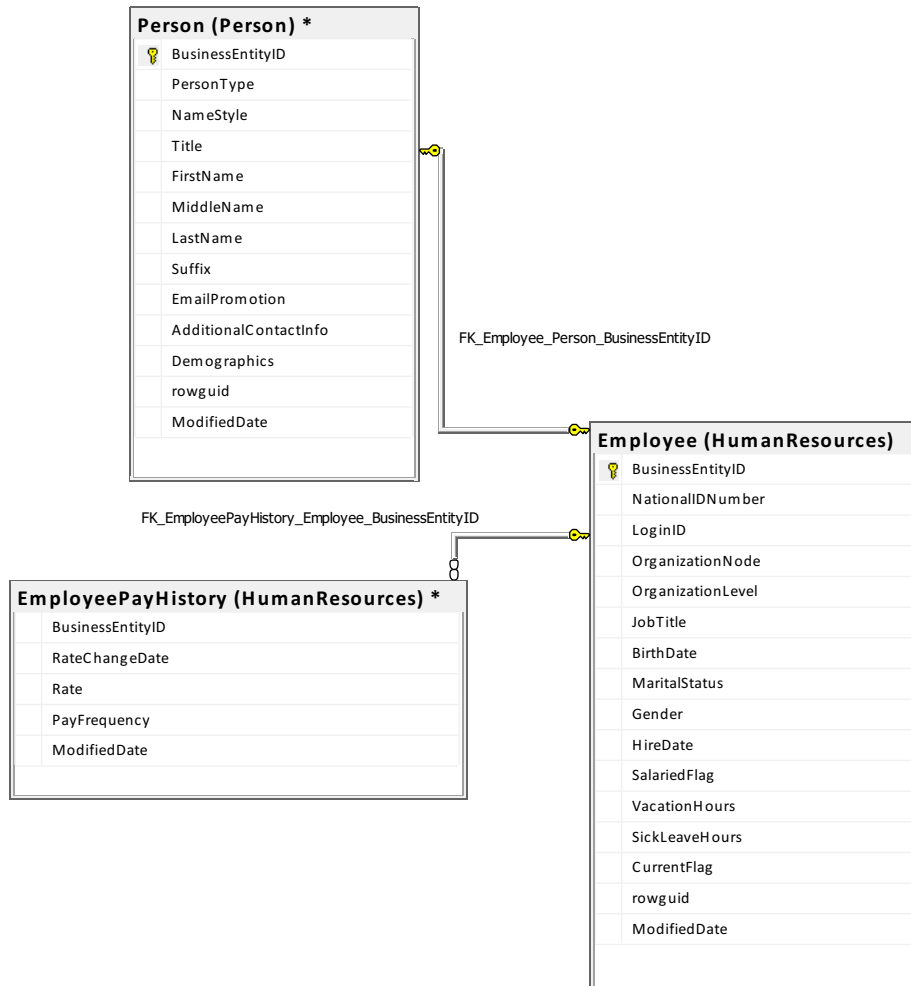 Person (Person) *
BusinessEntityID
PersonType
NameStyle
Title
FirstName
MiddleName
LastName
Suffix
EmailPromotion
AdditionalContactInfo
Demographics
rowguid
ModifiedDate
FK_Employee_Person_BusinessEntityID
Employee (HumanResources)
BusinessEntityID
NationalIDNumber
LoginID
OrganizationNode
OrganizationLevel
JobTitle
BirthDate
MaritalStatus
Gender
HireDate
SalariedFlag
VacationHours
SickLeaveHours
CurrentFlag
rowguid
ModifiedDate
FK_EmployeePayHistory_Employee_BusinessEntityID
EmployeePayHistory (HumanResources) *
BusinessEntityID
RateChangeDate
Rate
PayFrequency
ModifiedDate